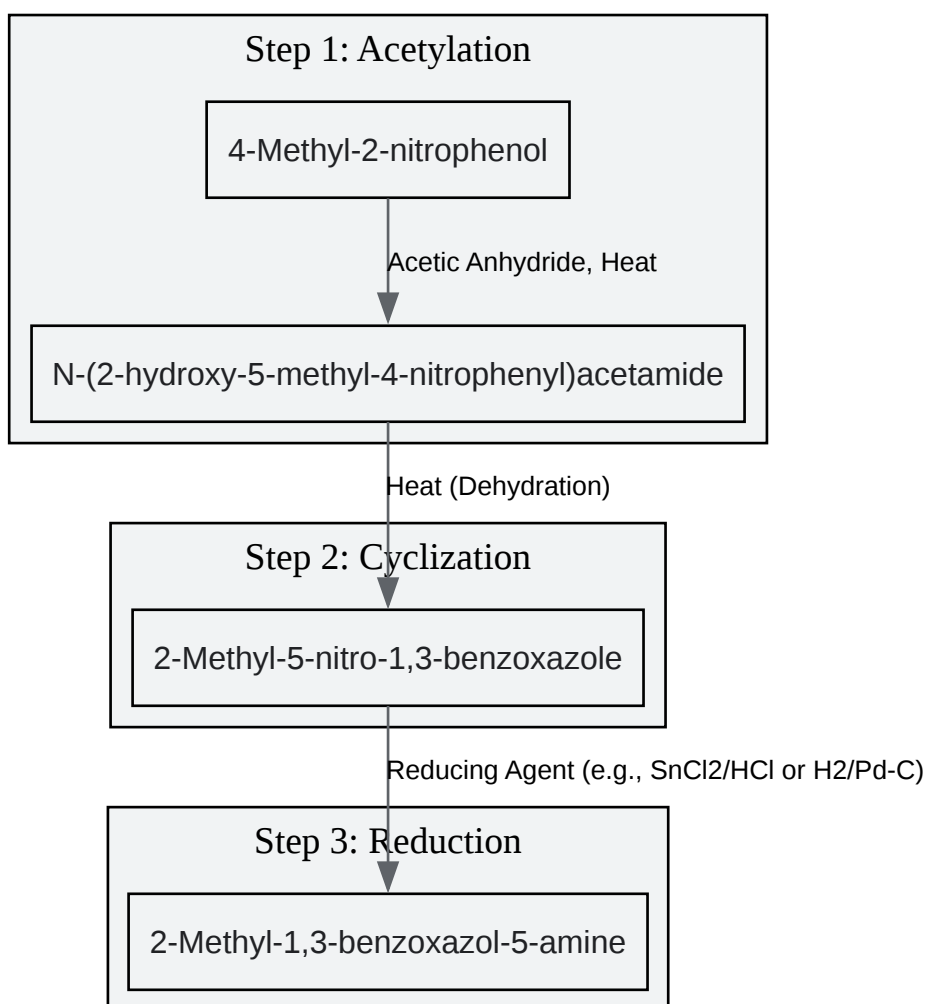 Step 1: Acetylation
4-Methyl-2-nitrophenol
Acetic Anhydride, Heat
N-(2-hydroxy-5-methyl-4-nitrophenyl)acetamide
Heat (Dehydration)
Step 2: Cyclization
2-Methyl-5-nitro-1,3-benzoxazole
Reducing Agent (e.g., SnCl2/HCl or H2/Pd-C)
Step 3: Reduction
2-Methyl-1,3-benzoxazol-5-amine